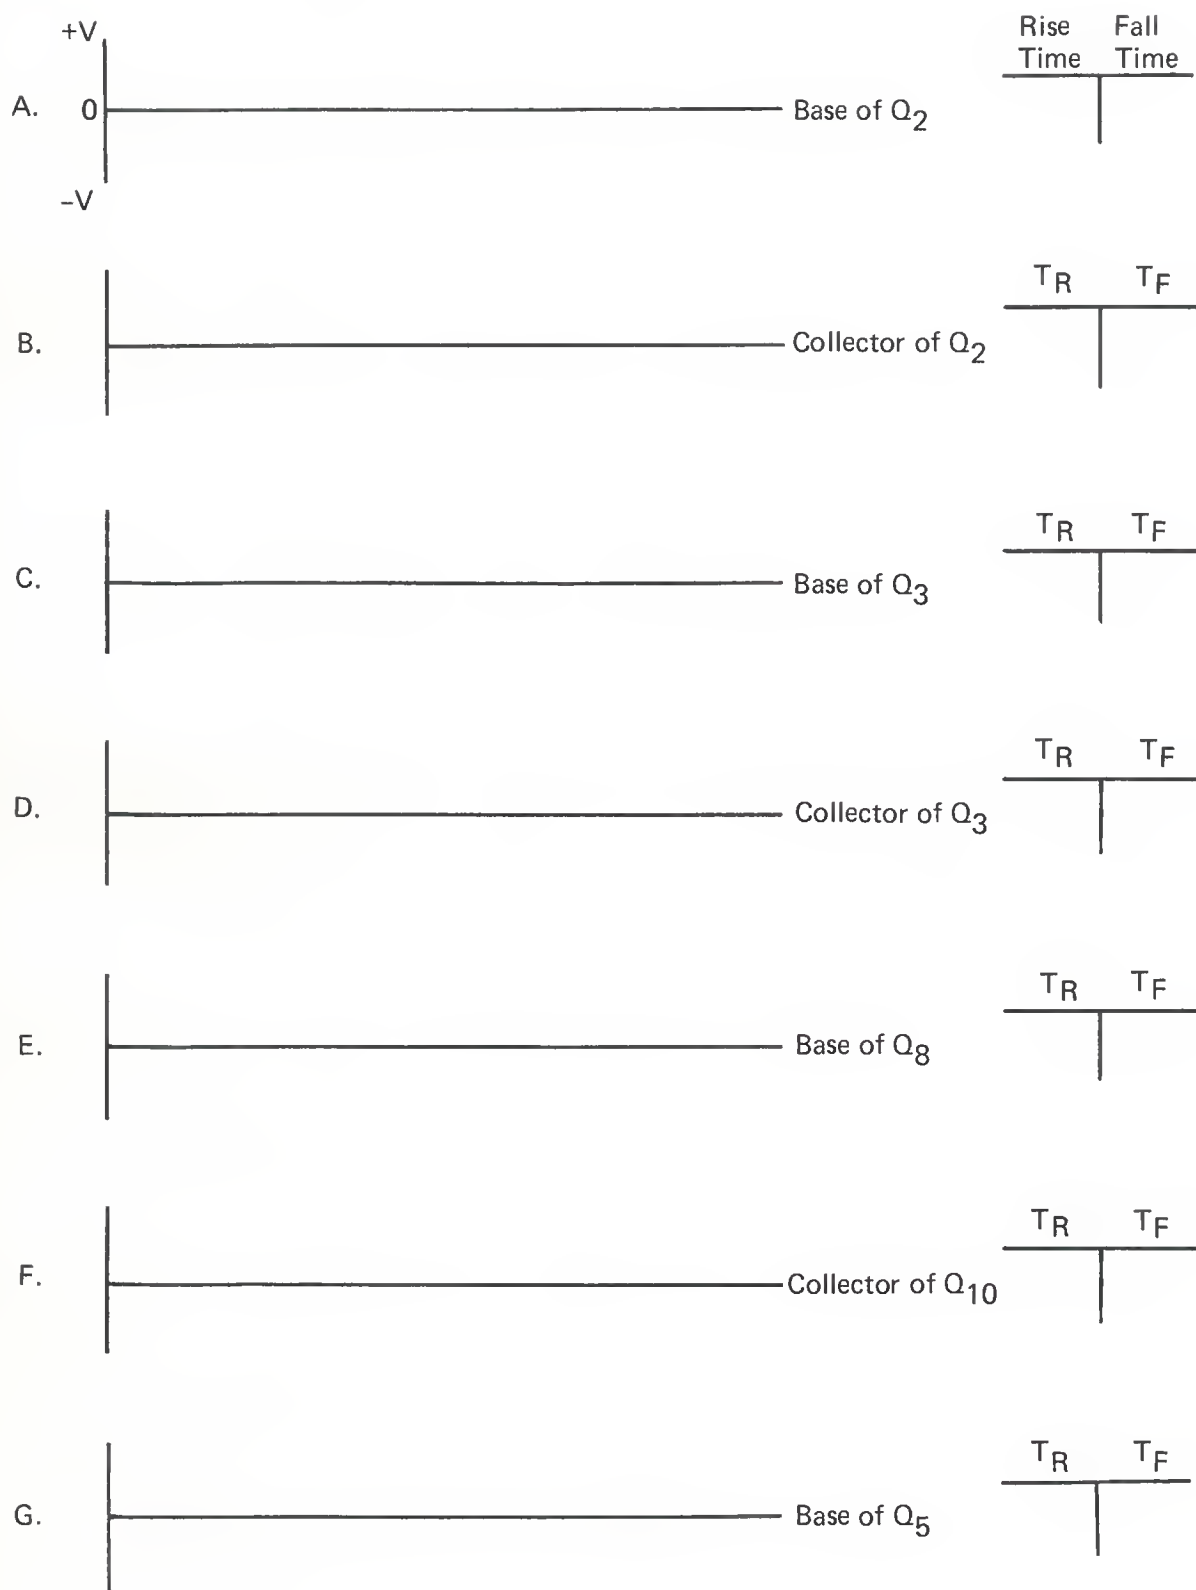 +V
Rise Fall
Time Time
A. 0 Base of Q2
–V
TR TF
B. Collector of Q2
TR TF
C. Base of Q3
TR TF
D. Collector of Q3
TR TF
E. Base of Q8
TR TF
F. Collector of Q10
TR TF
G. Base of Q5